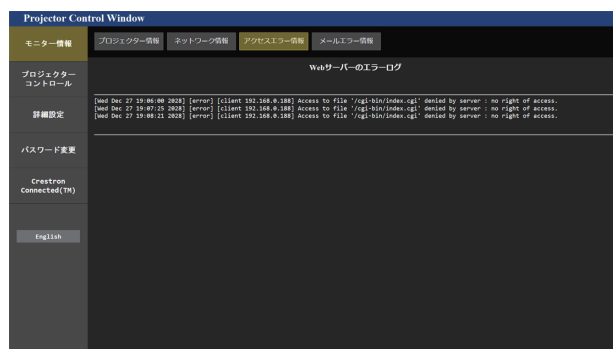 Projector Control Window
モニター情報
プロジェクター情報
ネットワーク情報
アクセスエラー情報
メールエラー情報
プロジェクター
コントロール
詳細設定
パスワード変更
Crestron
Connected(TM)
English
Webサーバーのエラーログ
[Wed Dec 27 19:06:00 2028] [error] [client 192.168.0.188] Access to file '/cgi-bin/index.cgi' denied by server : no right of access.
[Wed Dec 27 19:07:25 2028] [error] [client 192.168.0.188] Access to file '/cgi-bin/index.cgi' denied by server : no right of access.
[Wed Dec 27 19:08:21 2028] [error] [client 192.168.0.188] Access to file '/cgi-bin/index.cgi' denied by server : no right of access.